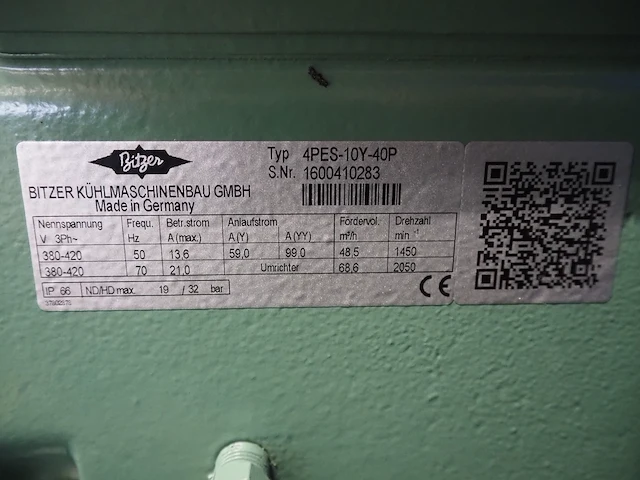 Bitzer
Typ 4PES-10Y-40P
S.Nr. 1600410283
BITZER KÜHLMASCHINENBAU GMBH
Made in Germany
Nennspannung Frequ. Betr.strom Anlaufstrom Fördervol. Drehzahl
V 3Ph~ Hz A (max.) A (Y) A (YY) m³/h min⁻¹
380-420 50 13,6 59,0 99,0 48,5 1450
380-420 70 21,0 Umrichter 68,6 2050
IP 66 ND/HD max. 19 / 32 bar
CE